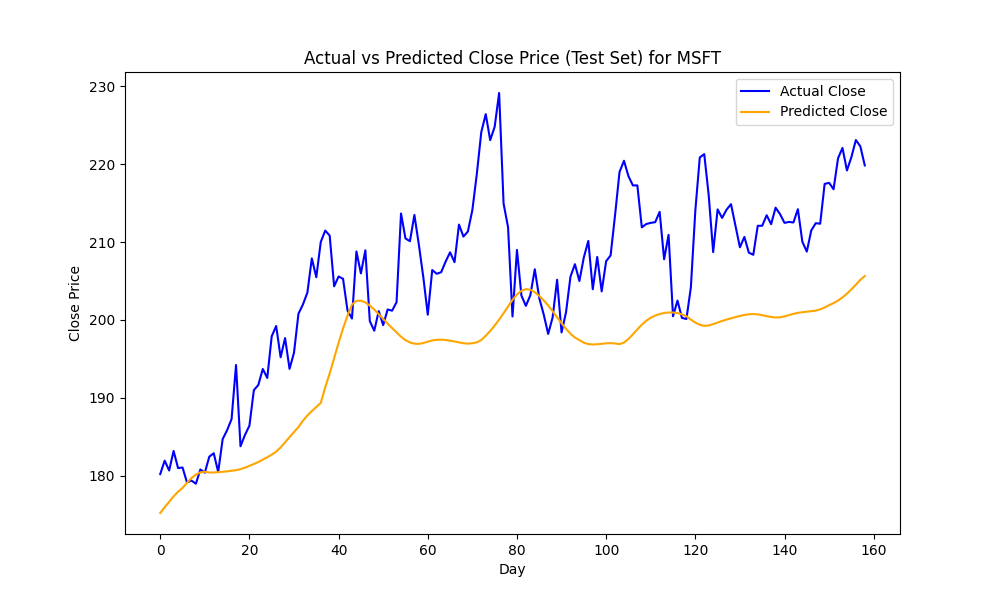 Actual vs Predicted Close Price (Test Set) for MSFT
Actual Close
Predicted Close
230
220
210
200
190
180
Close Price
0 20 40 60 80 100 120 140 160
Day